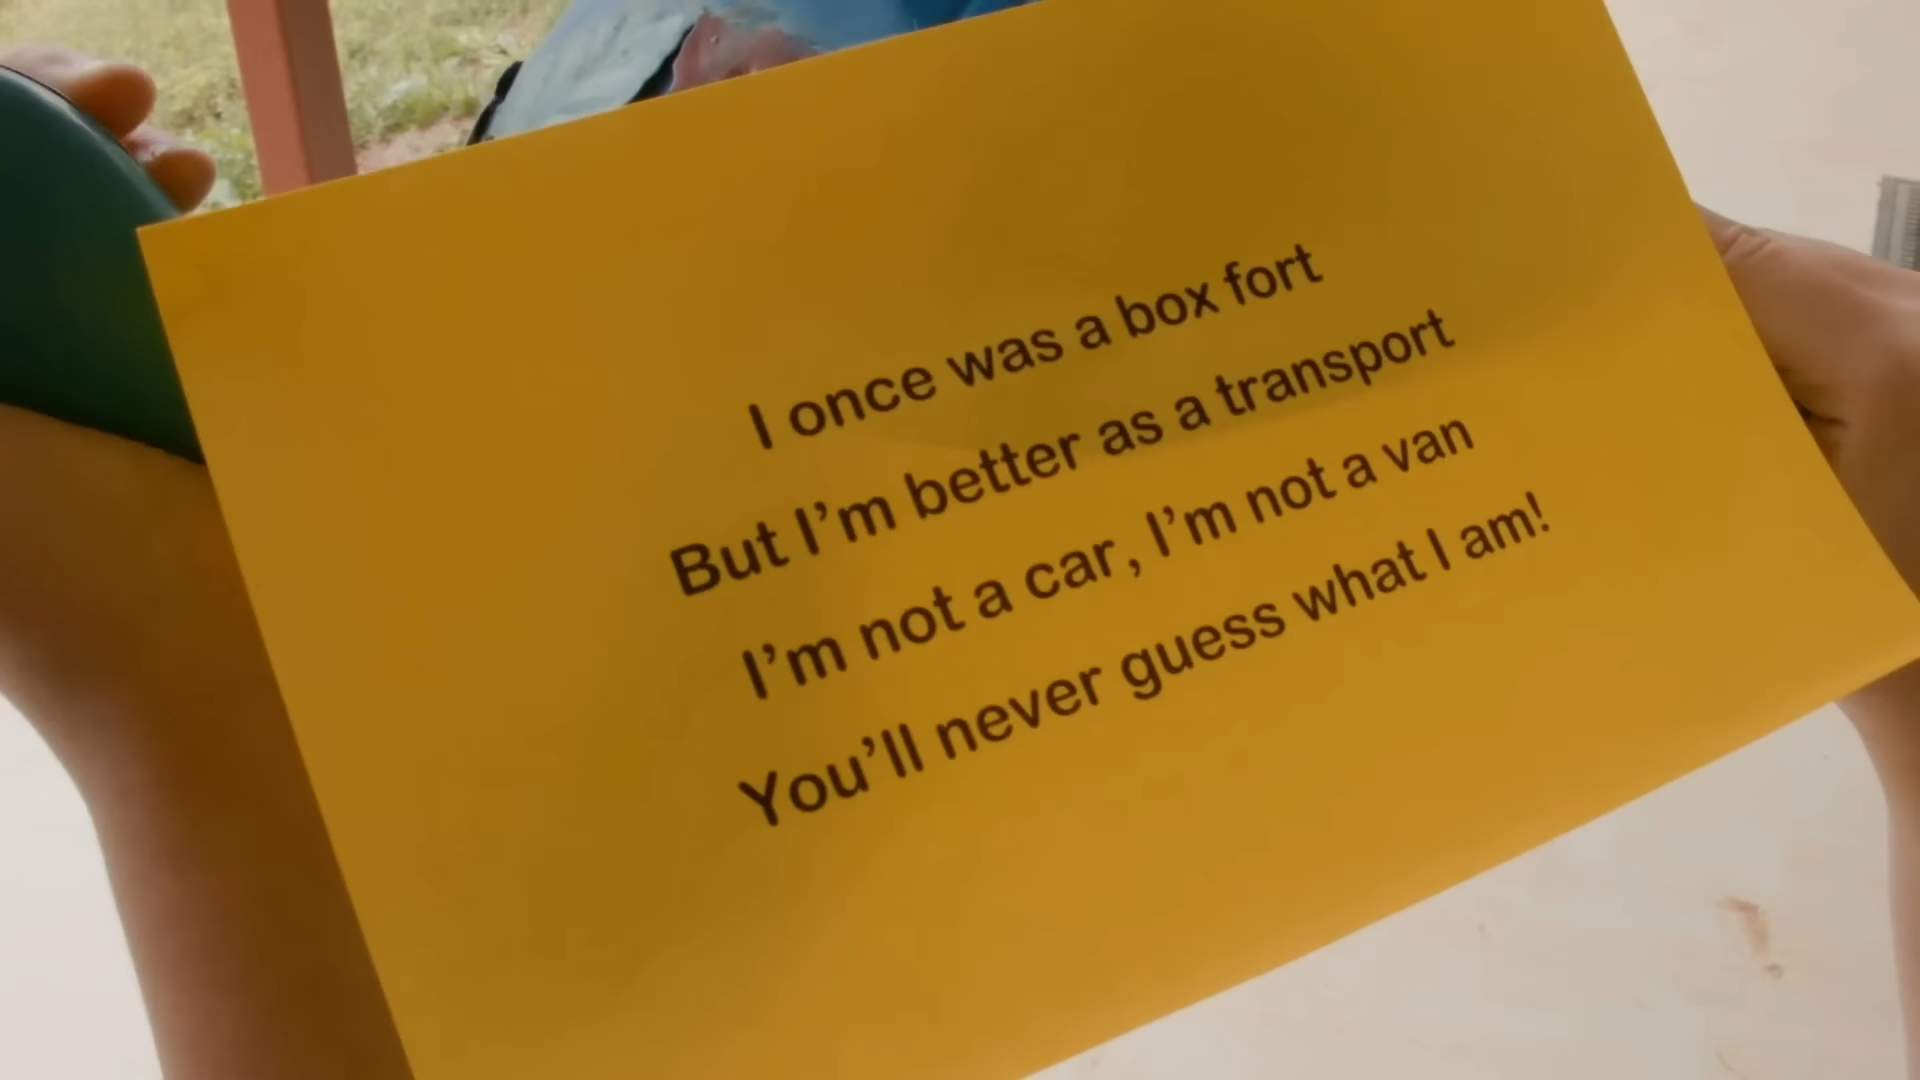 I once was a box fort
But I'm better as a transport
I'm not a car, I'm not a van
You'll never guess what I am!